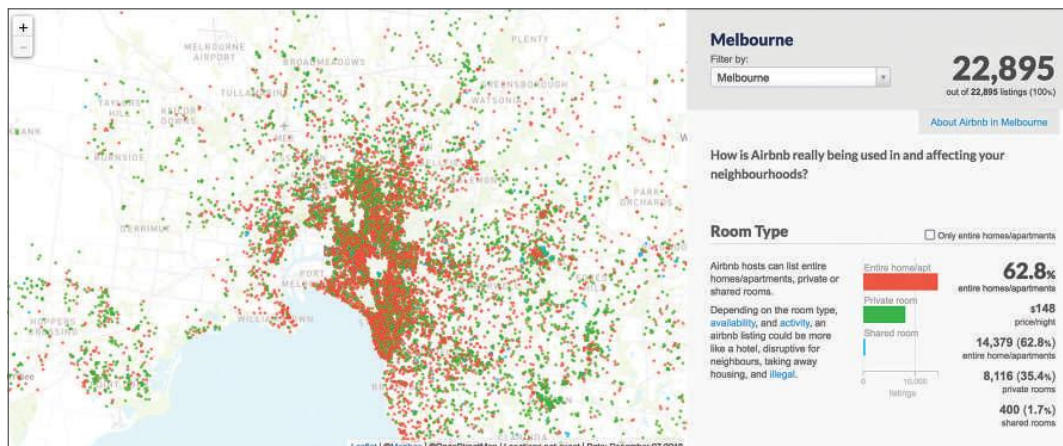 +
−
MELBOURNE
AIRPORT
PLENTY
BROADMEADOWS
GREENSBOROUGH
WATSONIA
TULLAMARINE
TAYLORS
HILL
KEILOR
DOWNS
BURNSIDE
PARK
ORCHARDS
DERRIMUT
PORT
WILLIAMSTOWN
HOPPERS
CROSSING
Melbourne
Filter by:
Melbourne
22,895
out of 22,895 listings (100%)
About Airbnb in Melbourne
How is Airbnb really being used in and affecting your
neighbourhoods?
Room Type
Only entire homes/apartments
Airbnb hosts can list entire
homes/apartments, private or
shared rooms.
Depending on the room type,
availability, and activity, an
airbnb listing could be more
like a hotel, disruptive for
neighbours, taking away
housing, and illegal.
Entire home/apt
Private room
Shared room
0 10,000
listings
62.8%
entire homes/apartments
$148
price/night
14,379 (62.8%)
entire home/apartments
8,116 (35.4%)
private rooms
400 (1.7%)
shared rooms